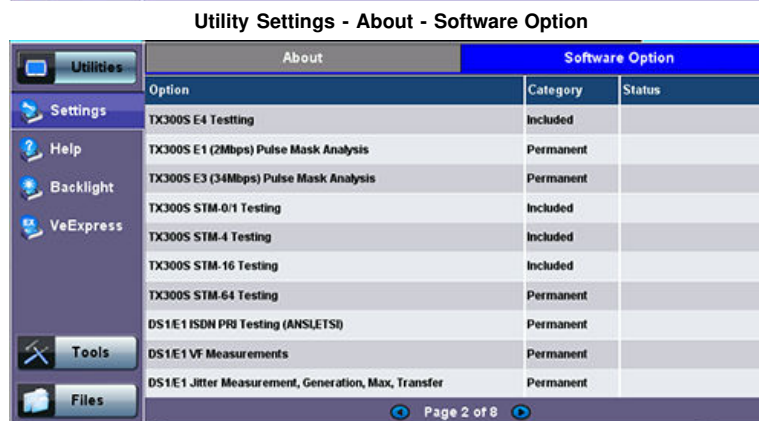 Utility Settings - About - Software Option
Utilities
About
Software Option
Option
Category
Status
Settings
Help
Backlight
VeExpress
TX300S E4 Testting
Included
TX300S E1 (2Mbps) Pulse Mask Analysis
Permanent
TX300S E3 (34Mbps) Pulse Mask Analysis
Permanent
TX300S STM-0/1 Testing
Included
TX300S STM-4 Testing
Included
TX300S STM-16 Testing
Included
TX300S STM-64 Testing
Permanent
DS1/E1 ISDN PRI Testing (ANSI,ETSI)
Permanent
DS1/E1 VF Measurements
Permanent
DS1/E1 Jitter Measurement, Generation, Max, Transfer
Permanent
Tools
Files
Page 2 of 8